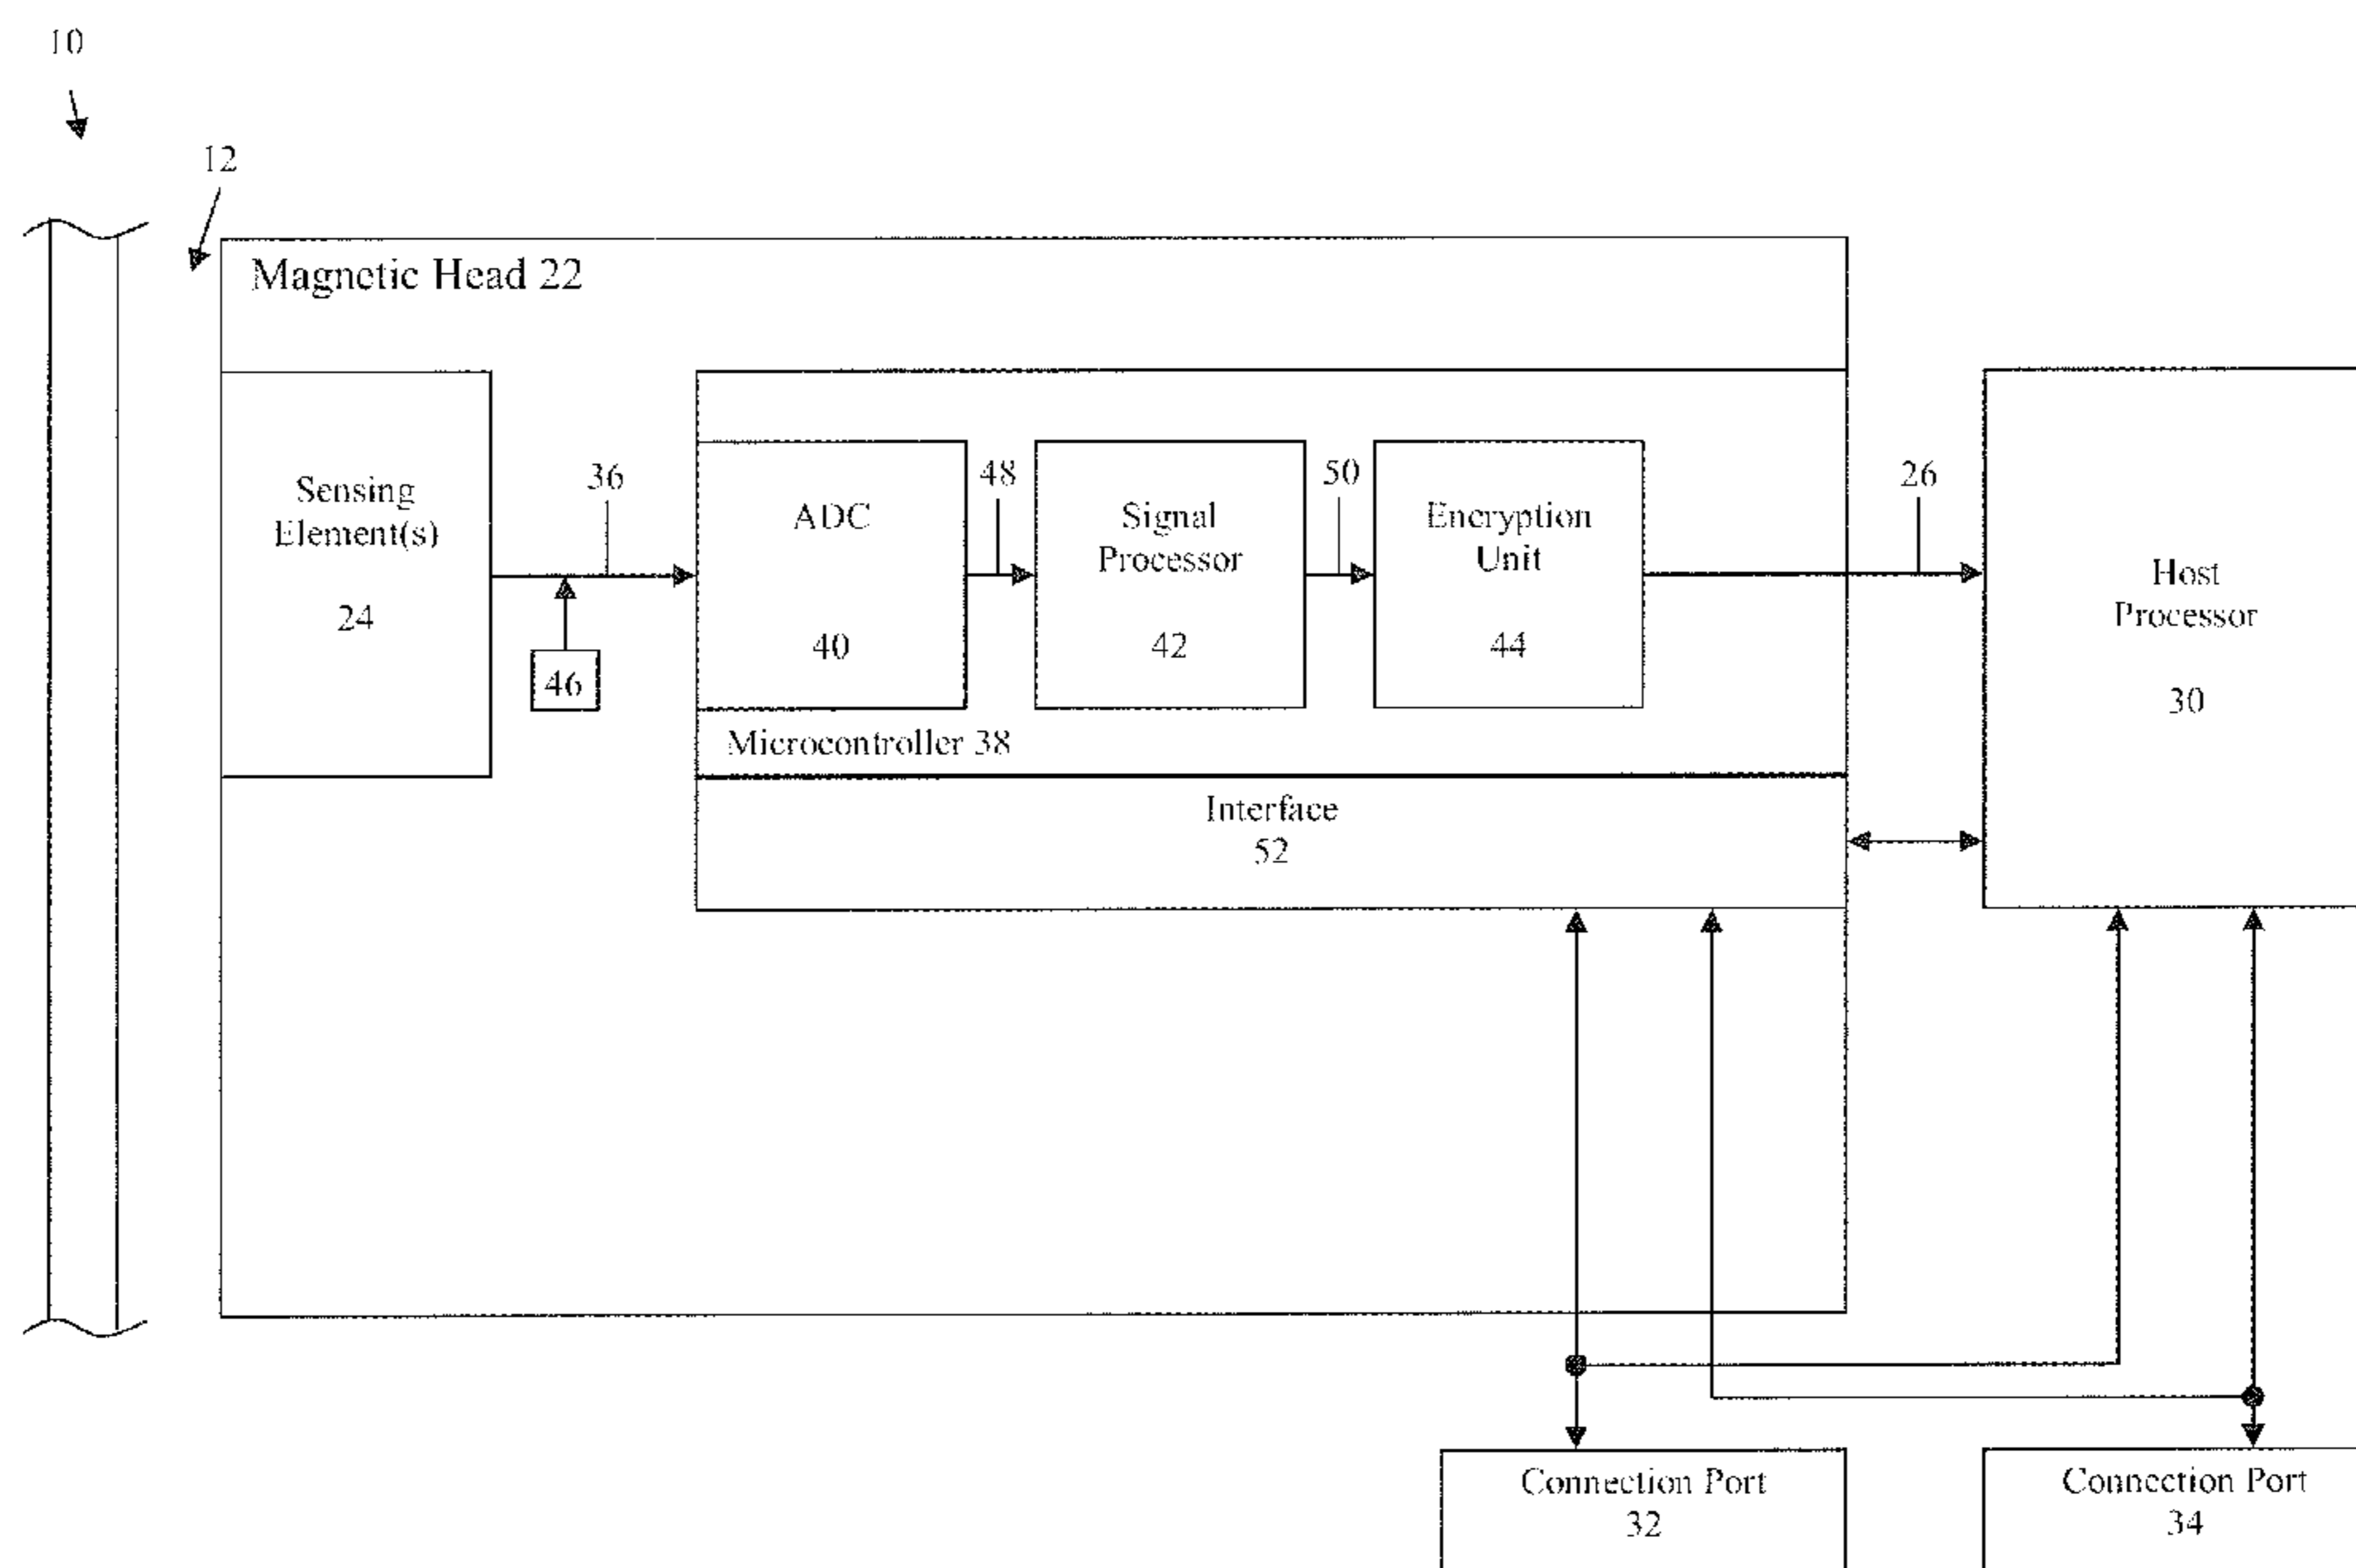 10
12
Magnetic Head 22
Sensing
Element(s)
24
36
46
ADC
40
48
Signal
Processor
42
50
Encryption
Unit
44
26
Host
Processor
30
Microcontroller 38
Interface
52
Connection Port
32
Connection Port
34